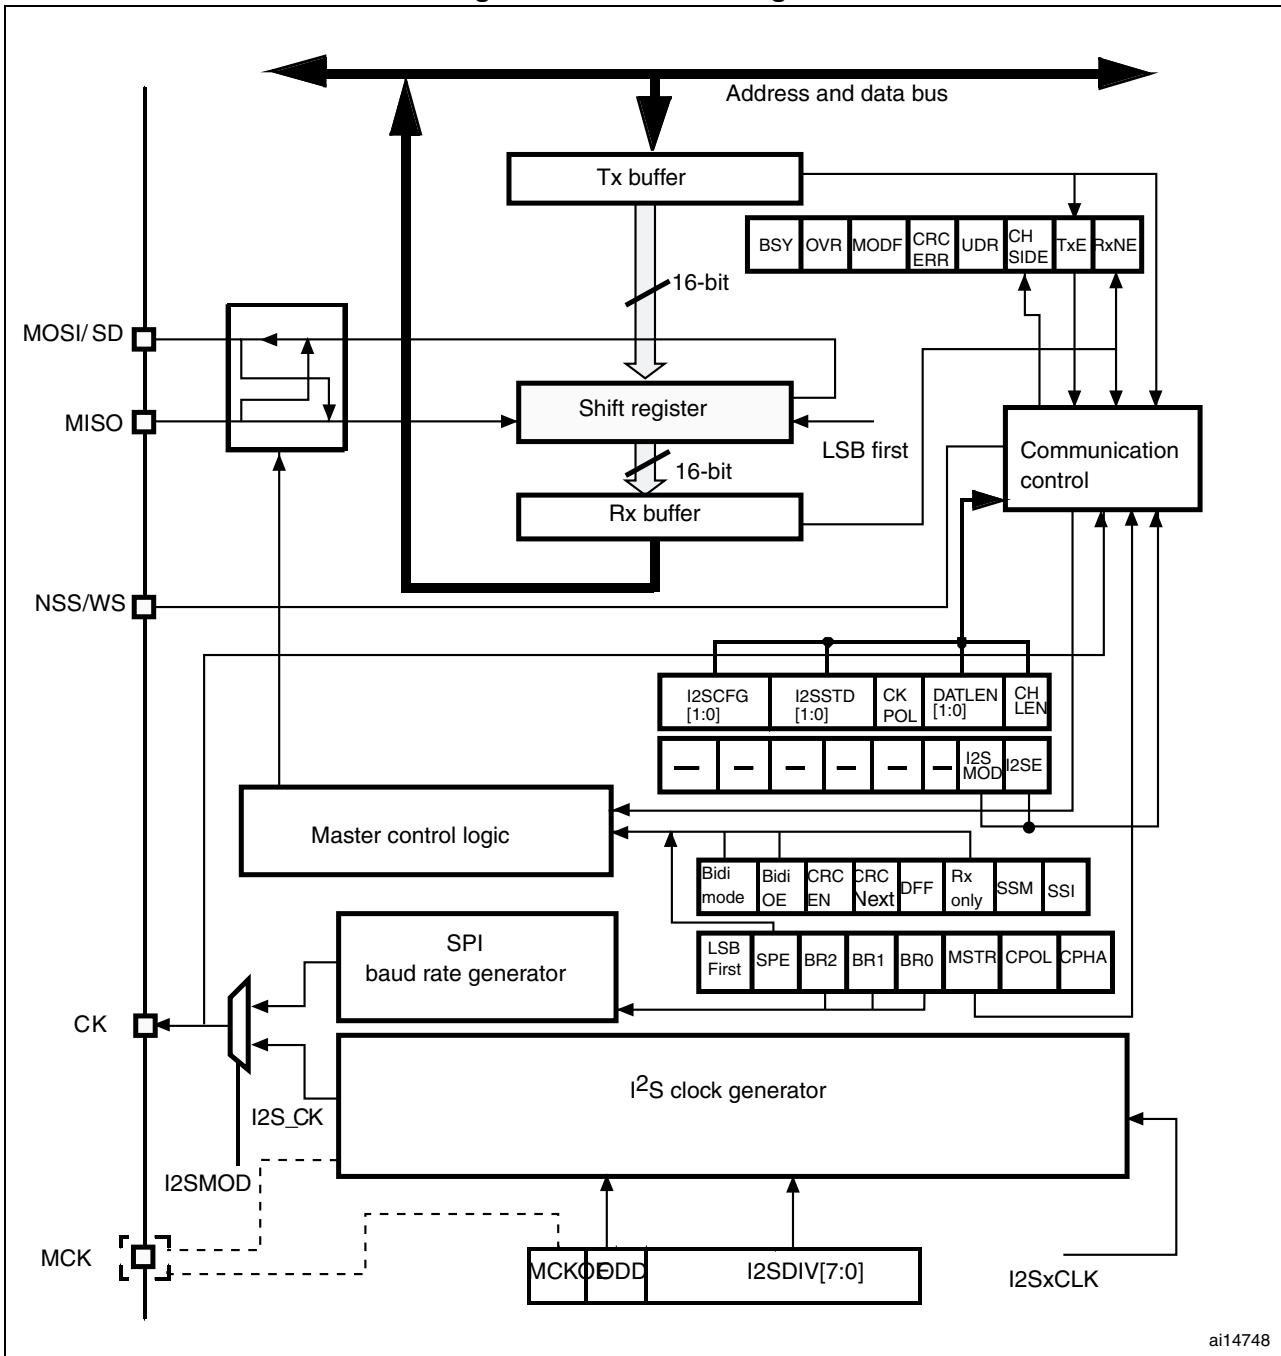 Address and data bus
Tx buffer
BSY
OVR
MODF
CRC
ERR
UDR
CH
SIDE
TxE
RxNE
16-bit
MOSI/ SD
Shift register
MISO
LSB first
Communication
control
16-bit
Rx buffer
NSS/WS
I2SCFG
[1:0]
I2SSTD
[1:0]
CK
POL
DATLEN
[1:0]
CH
LEN
I2S
MOD
I2SE
Master control logic
Bidi
mode
Bidi
OE
CRC
EN
CRC
Next
DFF
Rx
only
SSM
SSI
SPI
baud rate generator
LSB
First
SPE
BR2
BR1
BR0
MSTR
CPOL
CPHA
CK
I2S clock generator
I2S_CK
I2SMOD
MCK
MCKOE
ODD
I2SDIV[7:0]
I2SxCLK
ai14748